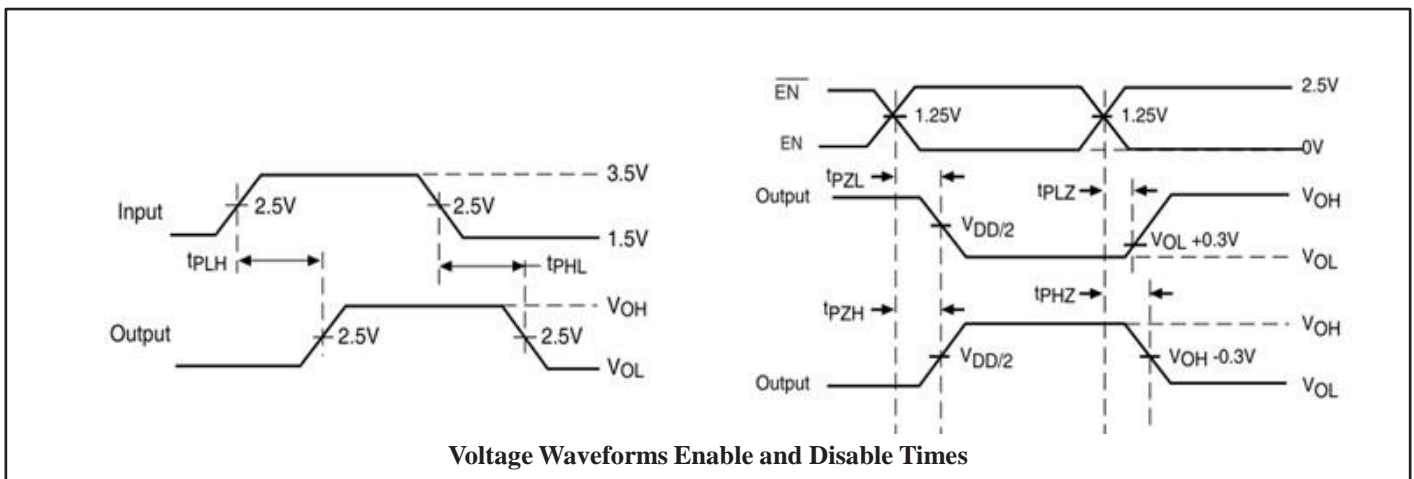 Input
2.5V
2.5V
3.5V
1.5V
tPLH
tPHL
Output
2.5V
2.5V
VOH
VOL
EN
EN
1.25V
1.25V
2.5V
0V
tPZL
tPLZ
Output
VDD/2
VOL +0.3V
VOH
VOL
tPZH
tPHZ
Output
VDD/2
VOH -0.3V
VOH
VOL
Voltage Waveforms Enable and Disable Times